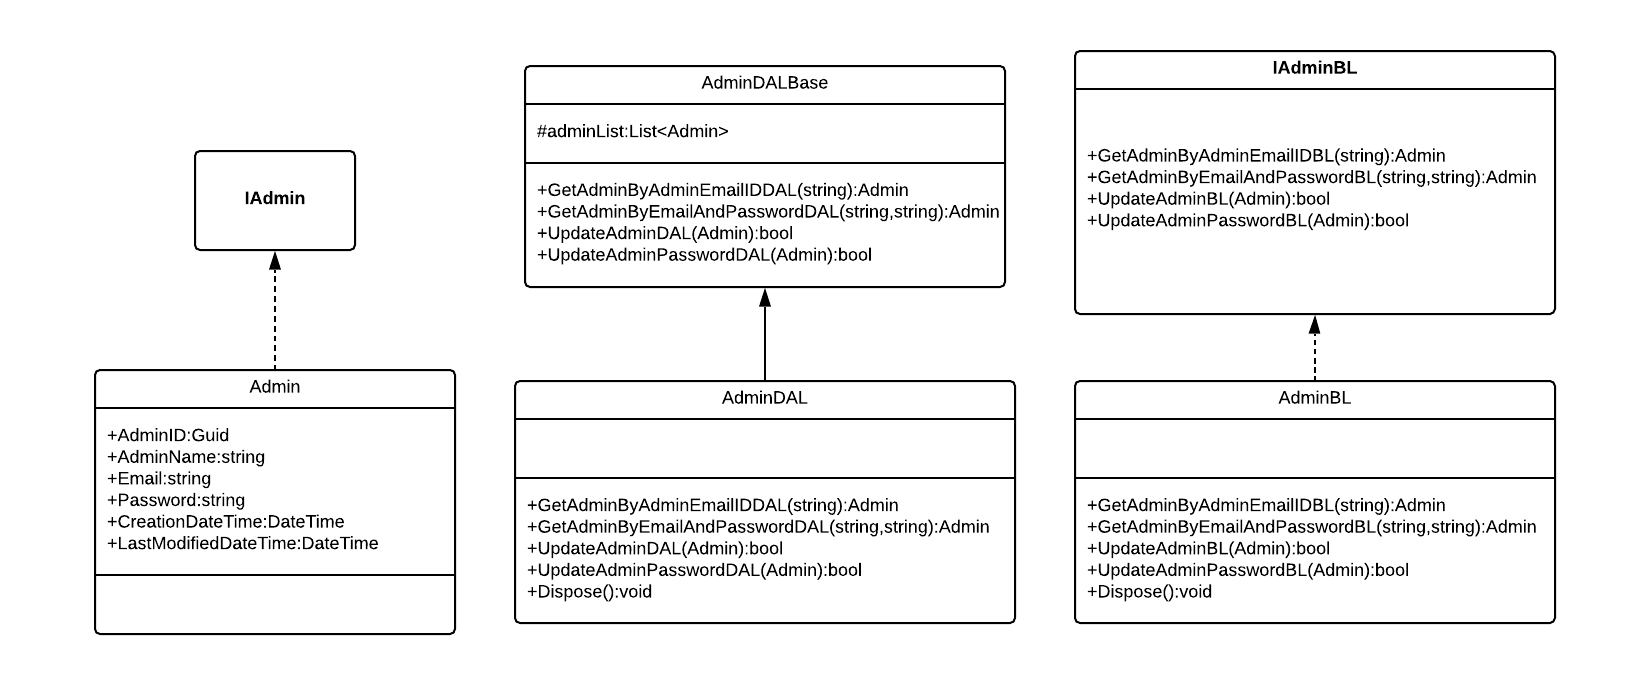 IAdmin
Admin
+AdminID:Guid
+AdminName:string
+Email:string
+Password:string
+CreationDateTime:DateTime
+LastModifiedDateTime:DateTime
AdminDALBase
#adminList:List<Admin>
+GetAdminByAdminEmailIDDAL(string):Admin
+GetAdminByEmailAndPasswordDAL(string,string):Admin
+UpdateAdminDAL(Admin):bool
+UpdateAdminPasswordDAL(Admin):bool
AdminDAL
+GetAdminByAdminEmailIDDAL(string):Admin
+GetAdminByEmailAndPasswordDAL(string,string):Admin
+UpdateAdminDAL(Admin):bool
+UpdateAdminPasswordDAL(Admin):bool
+Dispose():void
IAdminBL
+GetAdminByAdminEmailIDBL(string):Admin
+GetAdminByEmailAndPasswordBL(string,string):Admin
+UpdateAdminBL(Admin):bool
+UpdateAdminPasswordBL(Admin):bool
AdminBL
+GetAdminByAdminEmailIDBL(string):Admin
+GetAdminByEmailAndPasswordBL(string,string):Admin
+UpdateAdminBL(Admin):bool
+UpdateAdminPasswordBL(Admin):bool
+Dispose():void